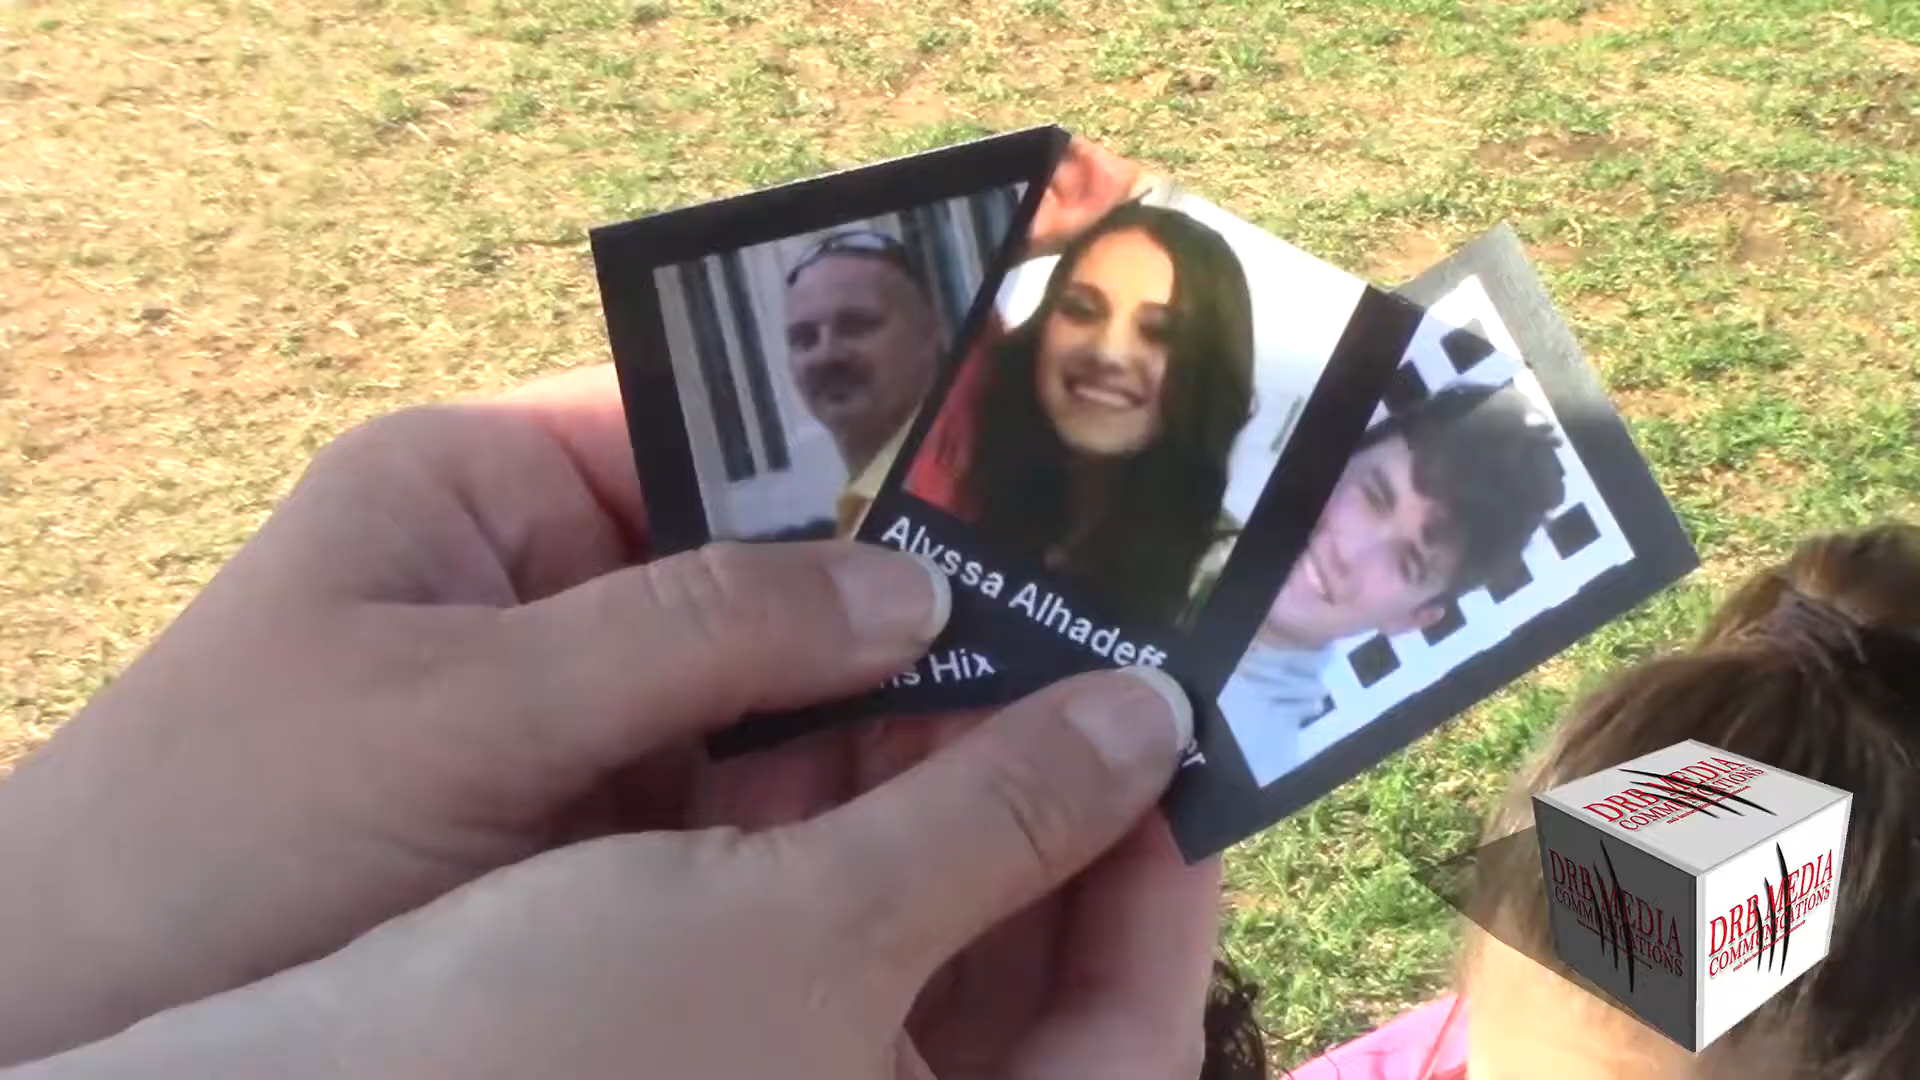 Alyssa Alhadeff
Hix
DRB MEDIA
COMMUNICATIONS
DRB MEDIA
COMMUNICATIONS
DRB MEDIA
COMMUNICATIONS